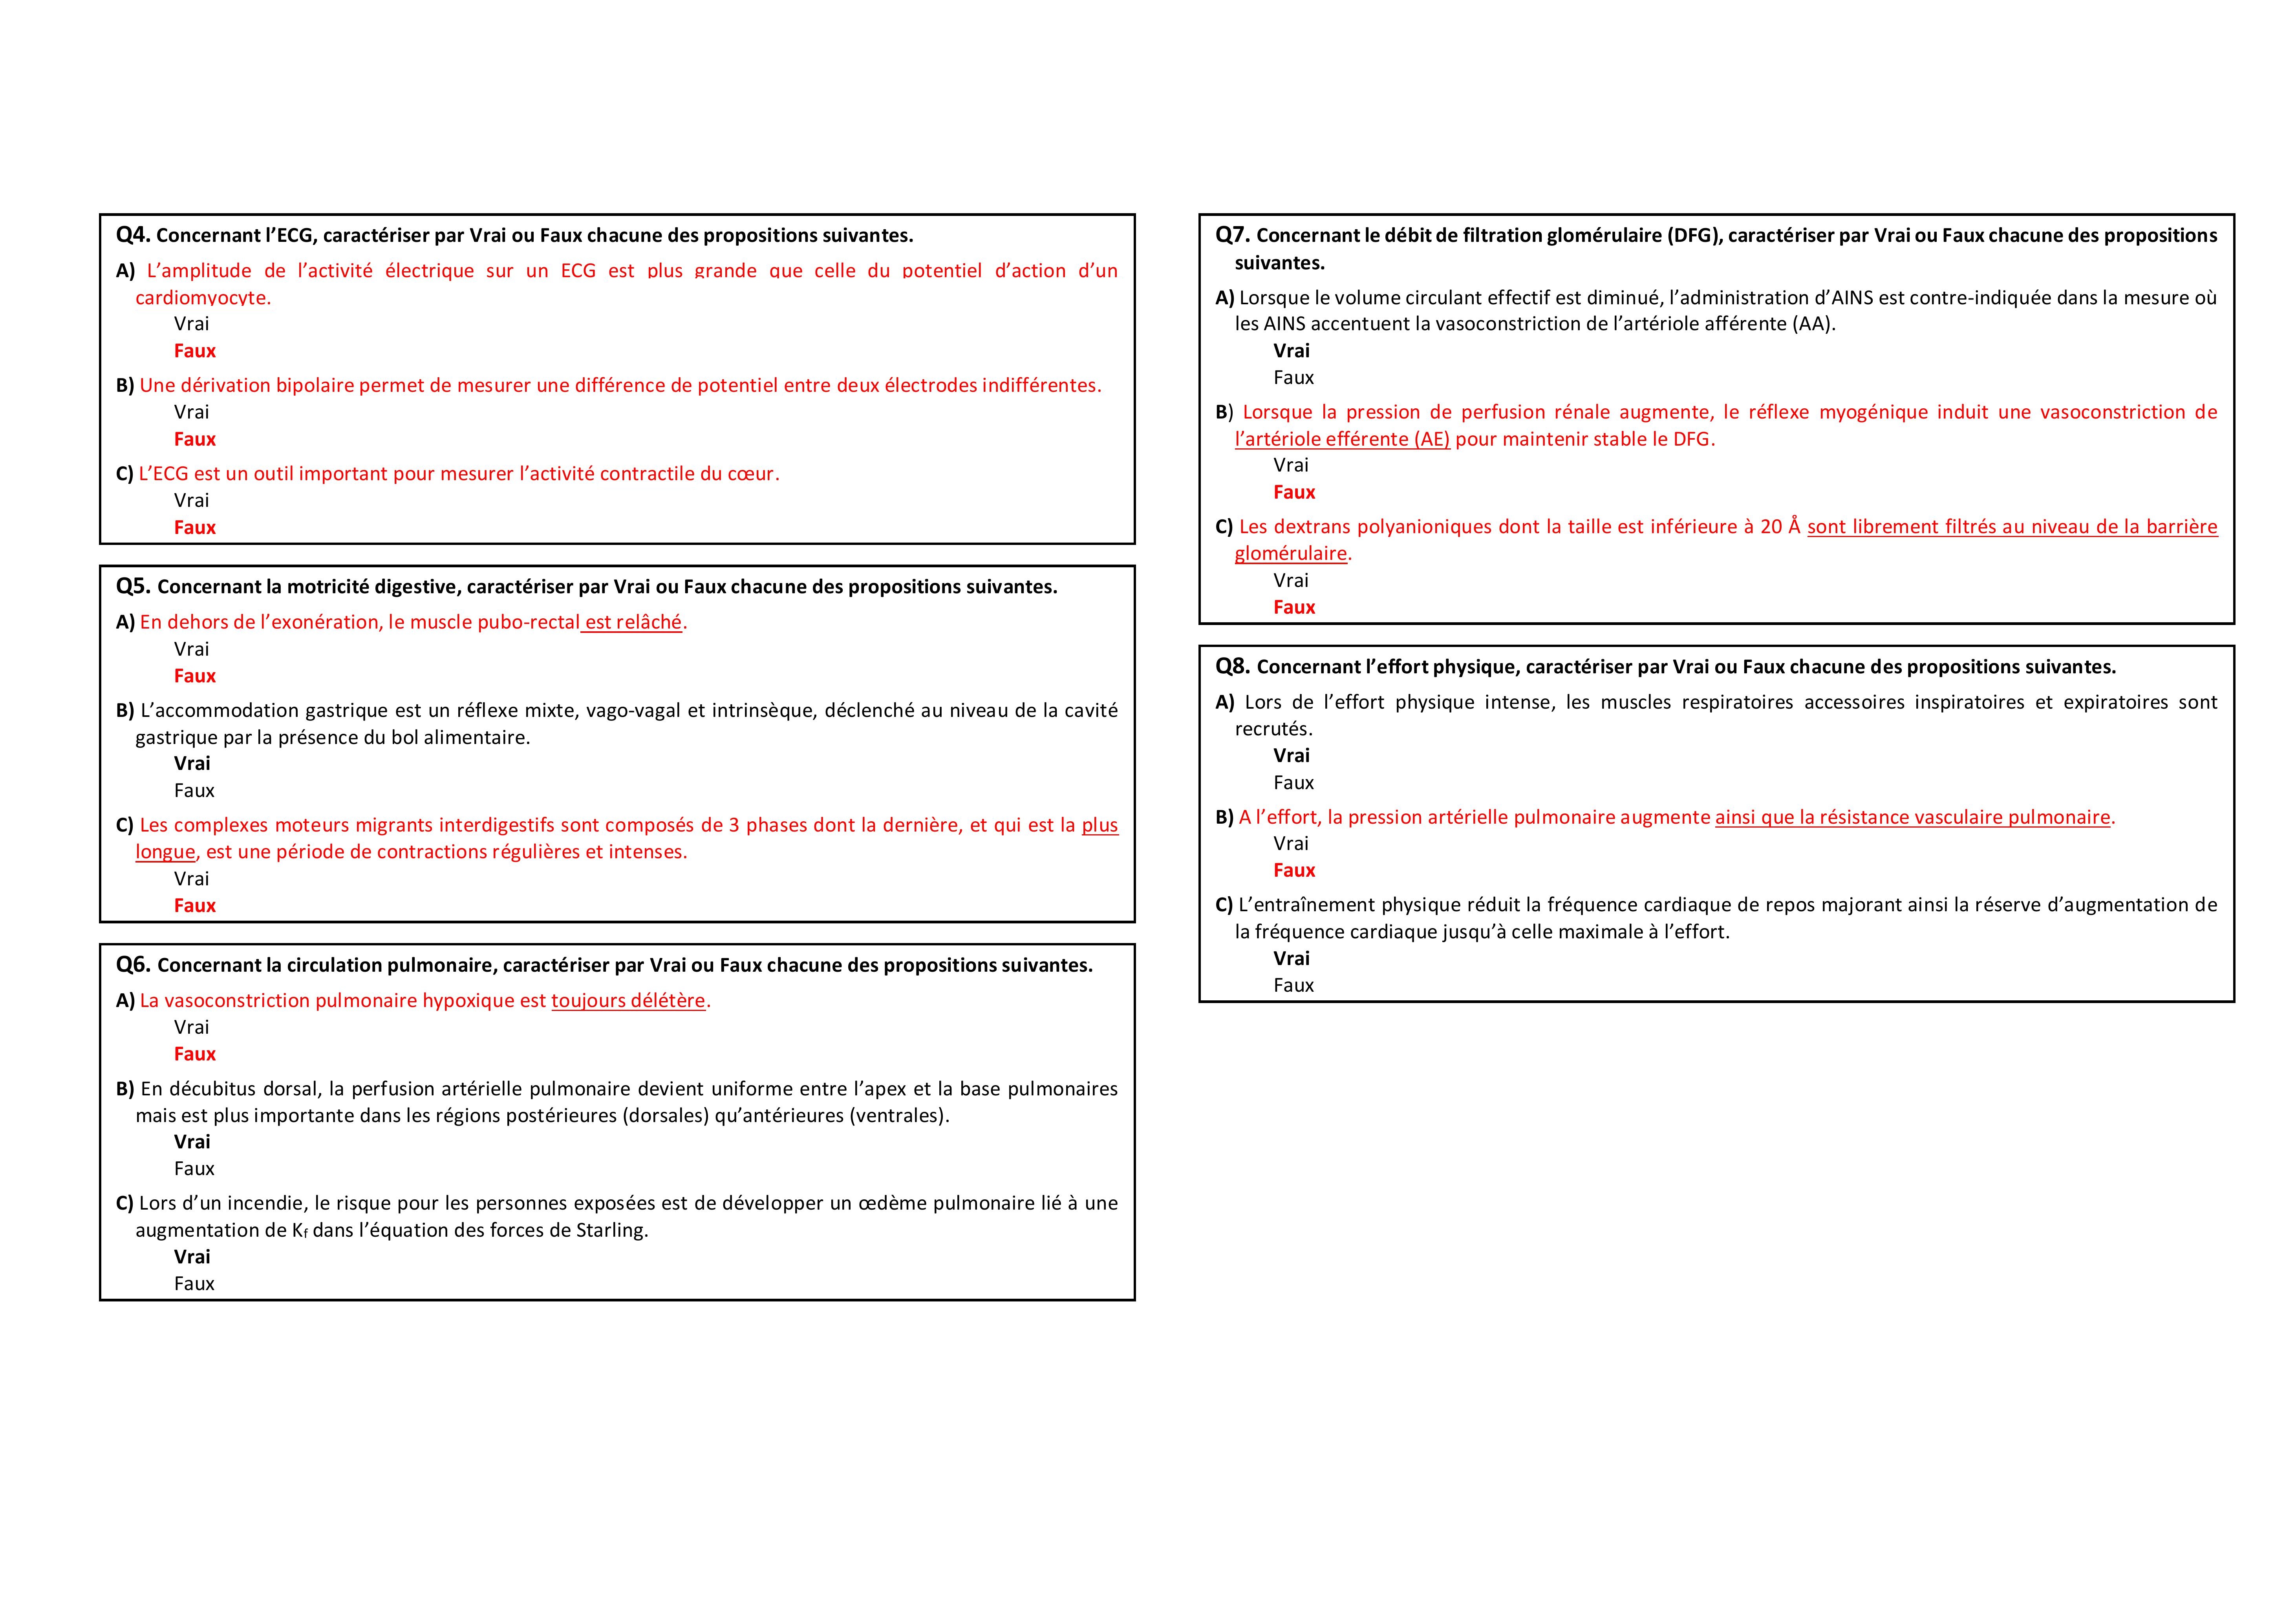 Q4. Concernant l’ECG, caractériser par Vrai ou Faux chacune des propositions suivantes.
A) L’amplitude de l’activité électrique sur un ECG est plus grande que celle du potentiel d’action d’un
cardiomyocyte.
Vrai
Faux
B) Une dérivation bipolaire permet de mesurer une différence de potentiel entre deux électrodes indifférentes.
Vrai
Faux
C) L’ECG est un outil important pour mesurer l’activité contractile du cœur.
Vrai
Faux
Q5. Concernant la motricité digestive, caractériser par Vrai ou Faux chacune des propositions suivantes.
A) En dehors de l’exonération, le muscle pubo-rectal est relâché.
Vrai
Faux
B) L’accommodation gastrique est un réflexe mixte, vago-vagal et intrinsèque, déclenché au niveau de la cavité
gastrique par la présence du bol alimentaire.
Vrai
Faux
C) Les complexes moteurs migrants interdigestifs sont composés de 3 phases dont la dernière, et qui est la plus
longue, est une période de contractions régulières et intenses.
Vrai
Faux
Q6. Concernant la circulation pulmonaire, caractériser par Vrai ou Faux chacune des propositions suivantes.
A) La vasoconstriction pulmonaire hypoxique est toujours délétère.
Vrai
Faux
B) En décubitus dorsal, la perfusion artérielle pulmonaire devient uniforme entre l’apex et la base pulmonaires
mais est plus importante dans les régions postérieures (dorsales) qu’antérieures (ventrales).
Vrai
Faux
C) Lors d’un incendie, le risque pour les personnes exposées est de développer un œdème pulmonaire lié à une
augmentation de Kf dans l’équation des forces de Starling.
Vrai
Faux
Q7. Concernant le débit de filtration glomérulaire (DFG), caractériser par Vrai ou Faux chacune des propositions
suivantes.
A) Lorsque le volume circulant effectif est diminué, l’administration d’AINS est contre-indiquée dans la mesure où
les AINS accentuent la vasoconstriction de l’artériole afférente (AA).
Vrai
Faux
B) Lorsque la pression de perfusion rénale augmente, le réflexe myogénique induit une vasoconstriction de
l’artériole efférente (AE) pour maintenir stable le DFG.
Vrai
Faux
C) Les dextrans polyanioniques dont la taille est inférieure à 20 Å sont librement filtrés au niveau de la barrière
glomérulaire.
Vrai
Faux
Q8. Concernant l’effort physique, caractériser par Vrai ou Faux chacune des propositions suivantes.
A) Lors de l’effort physique intense, les muscles respiratoires accessoires inspiratoires et expiratoires sont
recrutés.
Vrai
Faux
B) A l’effort, la pression artérielle pulmonaire augmente ainsi que la résistance vasculaire pulmonaire.
Vrai
Faux
C) L’entraînement physique réduit la fréquence cardiaque de repos majorant ainsi la réserve d’augmentation de
la fréquence cardiaque jusqu’à celle maximale à l’effort.
Vrai
Faux